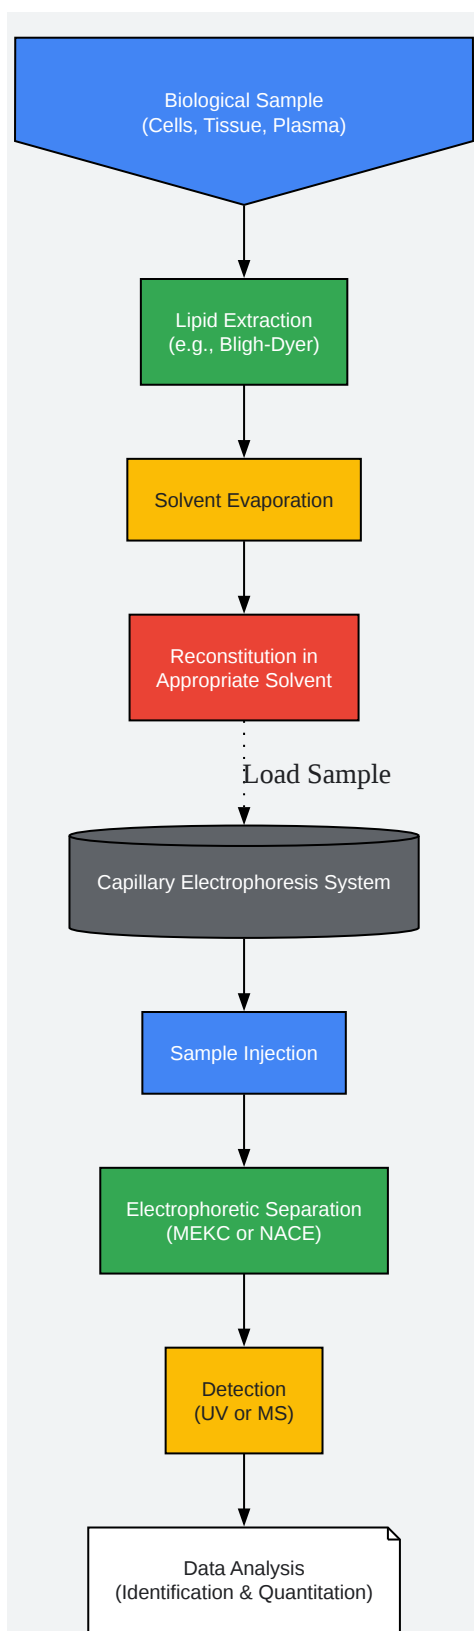 Biological Sample
(Cells, Tissue, Plasma)
Lipid Extraction
(e.g., Bligh-Dyer)
Solvent Evaporation
Reconstitution in
Appropriate Solvent
Load Sample
Capillary Electrophoresis System
Sample Injection
Electrophoretic Separation
(MEKC or NACE)
Detection
(UV or MS)
Data Analysis
(Identification & Quantitation)